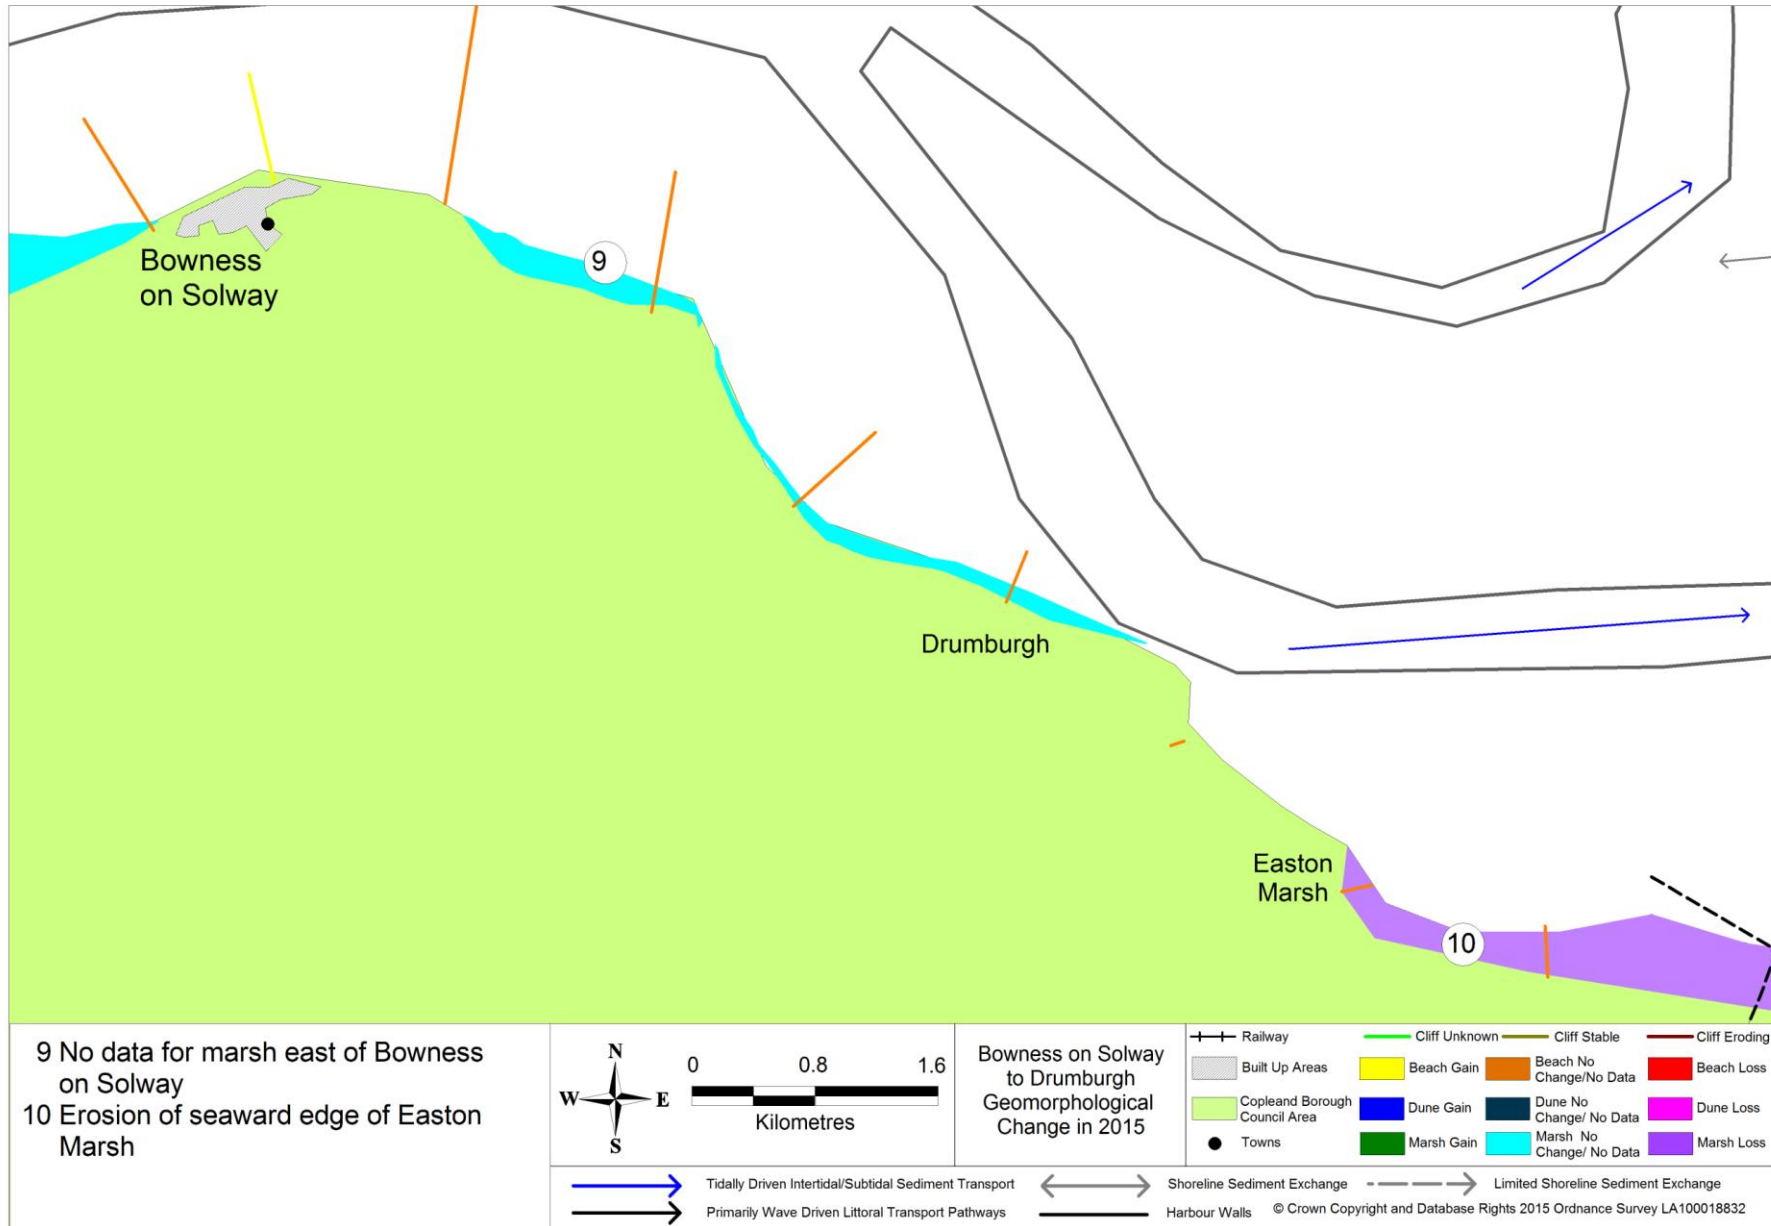 Bowness
on Solway
9
Drumburgh
Easton
Marsh
10
9 No data for marsh east of Bowness
on Solway
10 Erosion of seaward edge of Easton
Marsh
N
W E
S
0 0.8 1.6
Kilometres
Bowness on Solway
to Drumburgh
Geomorphological
Change in 2015
Railway
Built Up Areas
Copleand Borough
Council Area
Towns
Cliff Unknown
Beach Gain
Dune Gain
Marsh Gain
Cliff Stable
Beach No
Change/No Data
Dune No
Change/ No Data
Marsh No
Change/ No Data
Cliff Eroding
Beach Loss
Dune Loss
Marsh Loss
Tidally Driven Intertidal/Subtidal Sediment Transport
Shoreline Sediment Exchange
Limited Shoreline Sediment Exchange
Primarily Wave Driven Littoral Transport Pathways
Harbour Walls
© Crown Copyright and Database Rights 2015 Ordnance Survey LA100018832